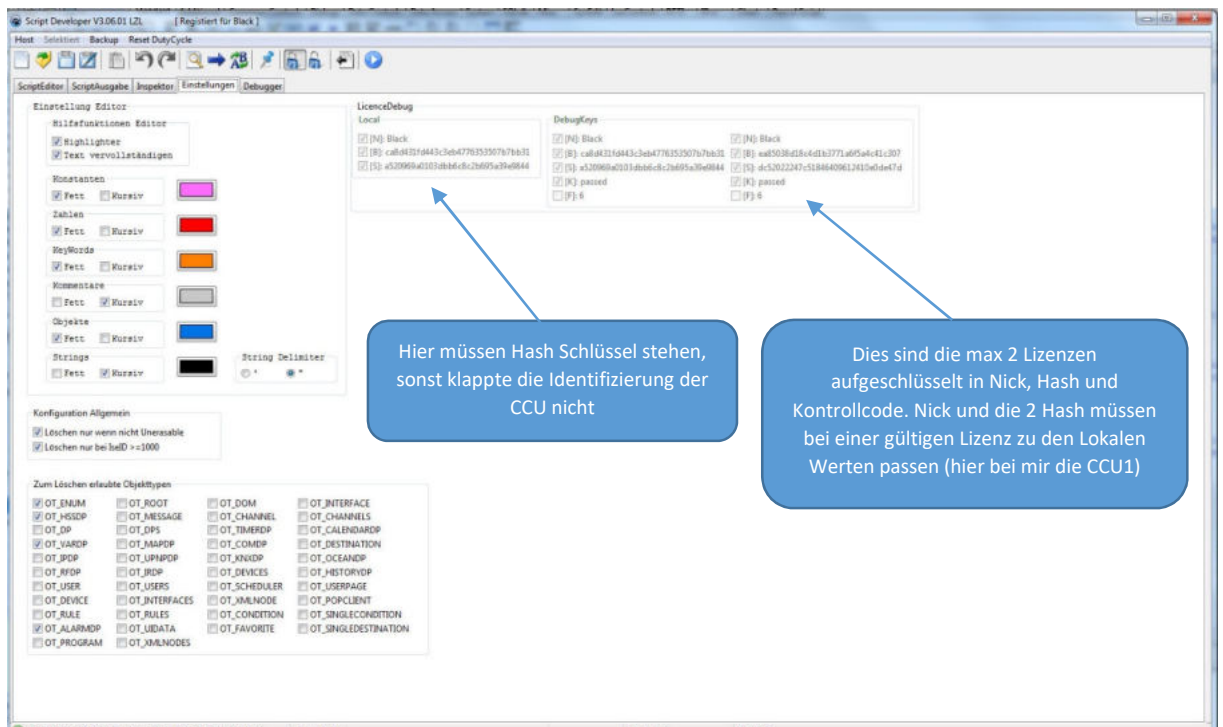 Script Developer V3.06.01 LZL [ Registiert für Black ]
Host Selektion Backup Reset DutyCycle
ScriptEditor ScriptAusgabe Inspektor Einstellungen Debugger
Einstellung Editor
Hilfefunktionen Editor
Highlighter
Text vervollständigen
Konstanten
Fett Kursiv
Zahlen
Fett Kursiv
KeyWords
Fett Kursiv
Kommentare
Fett Kursiv
Objekte
Fett Kursiv
Strings
Fett Kursiv
String Delimiter
' "
LicenceDebug
Local
[N]: Black
DebugKeys
[N]: Black
[K]: passed
[F]: 6
[N]: Black
[K]: passed
[F]: 6
Hier müssen Hash Schlüssel stehen,
sonst klappte die Identifizierung der
CCU nicht
Dies sind die max 2 Lizenzen
aufgeschlüsselt in Nick, Hash und
Kontrollcode. Nick und die 2 Hash müssen
bei einer gültigen Lizenz zu den Lokalen
Werten passen (hier bei mir die CCU1)
Konfiguration Allgemein
Löschen nur wenn nicht Unerasable
Löschen nur bei IseID >=1000
Zum Löschen erlaubte Objekttypen
OT_ENUM OT_ROOT OT_DOM OT_INTERFACE
OT_HSSDP OT_MESSAGE OT_CHANNEL OT_CHANNELS
OT_DP OT_DPS OT_TIMERDP OT_CALENDARDP
OT_VARDP OT_MAPDP OT_COMDP OT_DESTINATION
OT_IPDP OT_UPNPDP OT_KNXDP OT_OCEANDP
OT_RFDP OT_IRDP OT_DEVICES OT_HISTORYDP
OT_USER OT_USERS OT_SCHEDULER OT_USERPAGE
OT_DEVICE OT_INTERFACES OT_XMLNODE OT_POPCLIENT
OT_RULE OT_RULES OT_CONDITION OT_SINGLECONDITION
OT_ALARMDP OT_UIDATA OT_FAVORITE OT_SINGLEDESTINATION
OT_PROGRAM OT_XMLNODES